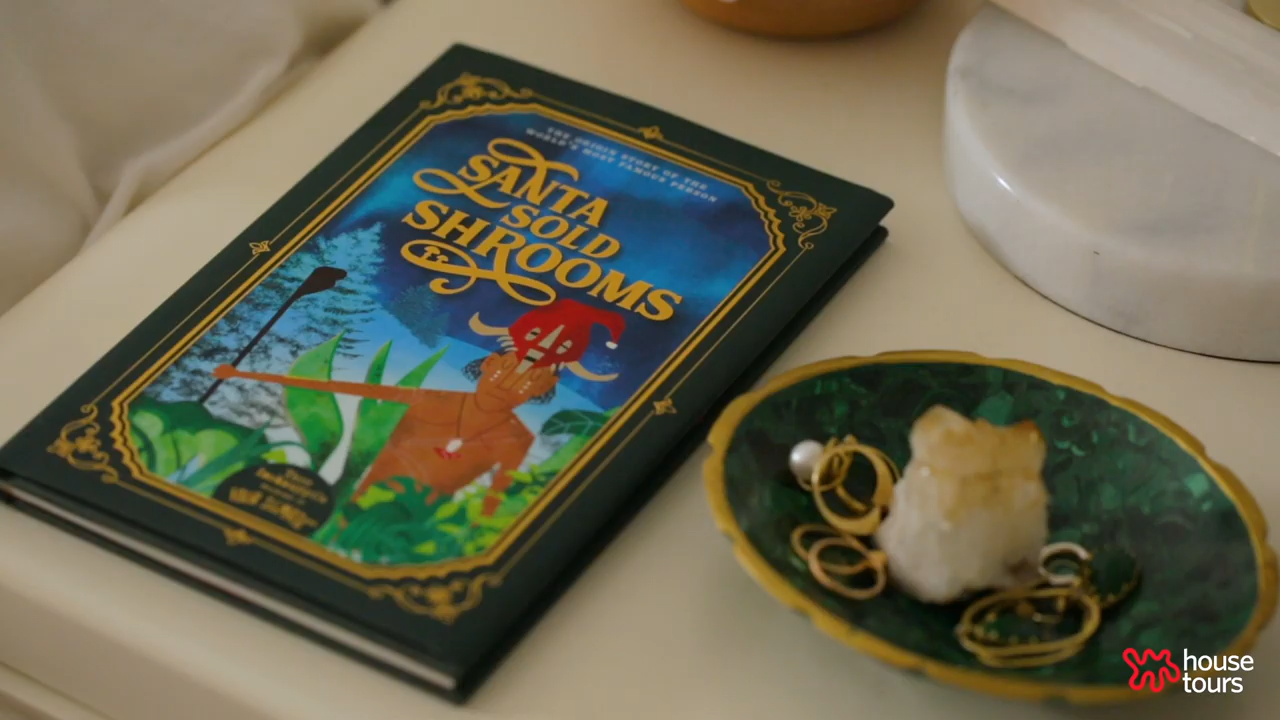 THE ORIGIN STORY OF THE
WORLD'S MOST FAMOUS PERSON
SANTA
SOLD
SHROOMS
house
tours